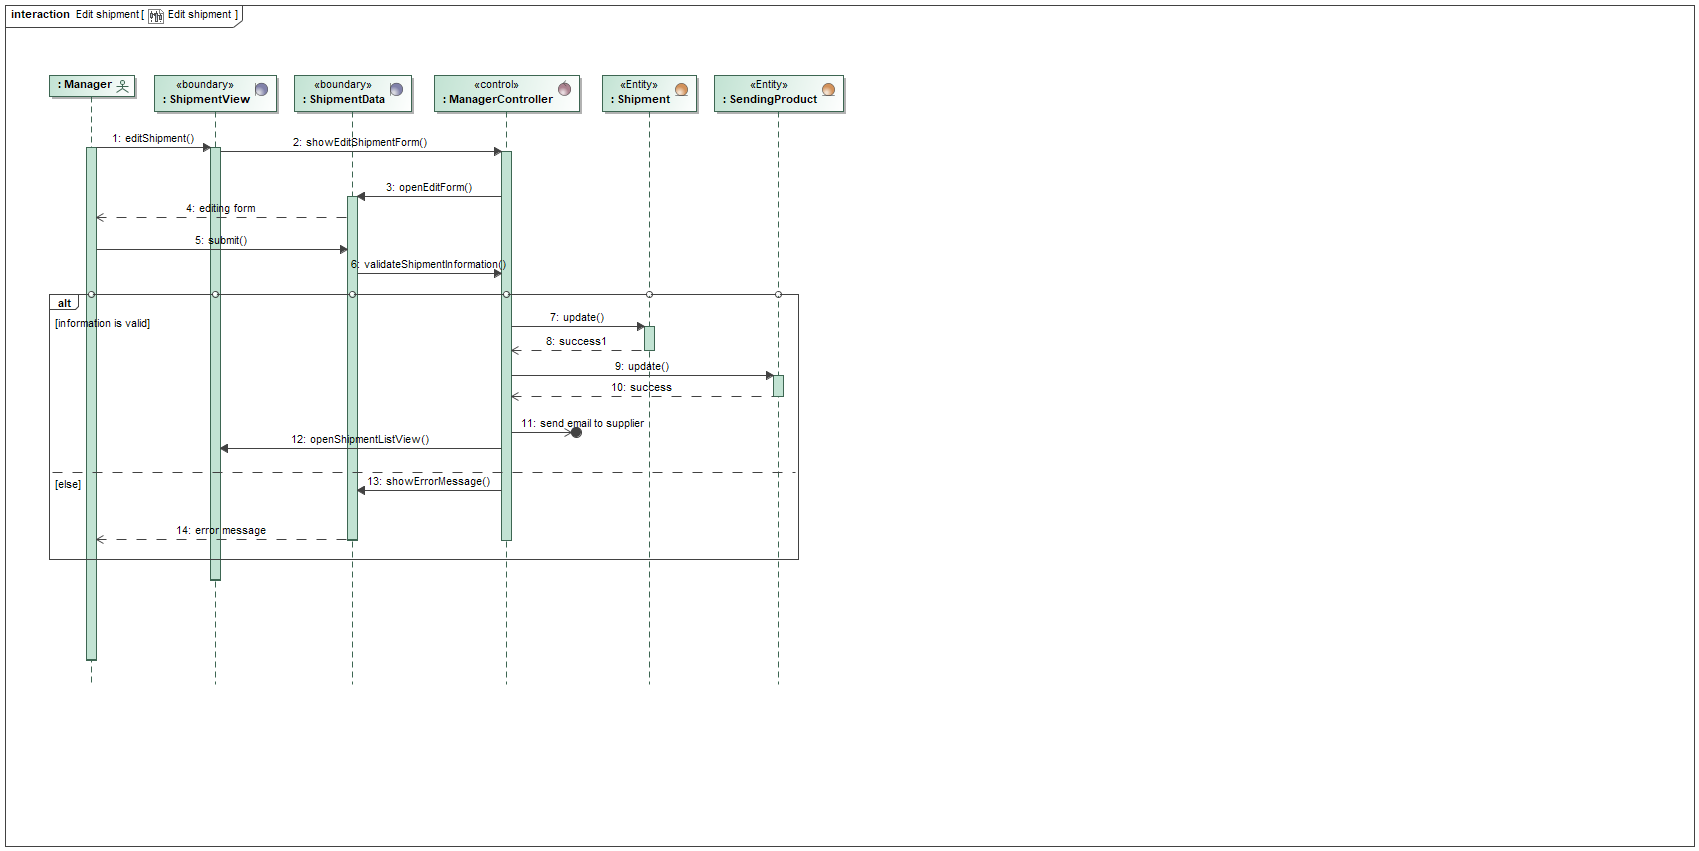 interaction Edit shipment [ Edit shipment ]
: Manager
«boundary»
: ShipmentView
«boundary»
: ShipmentData
«control»
: ManagerController
«Entity»
: Shipment
«Entity»
: SendingProduct
1: editShipment()
2: showEditShipmentForm()
3: openEditForm()
4: editing form
5: submit()
6: validateShipmentInformation()
alt
[information is valid]
7: update()
8: success1
9: update()
10: success
11: send email to supplier
12: openShipmentListView()
[else]
13: showErrorMessage()
14: error message